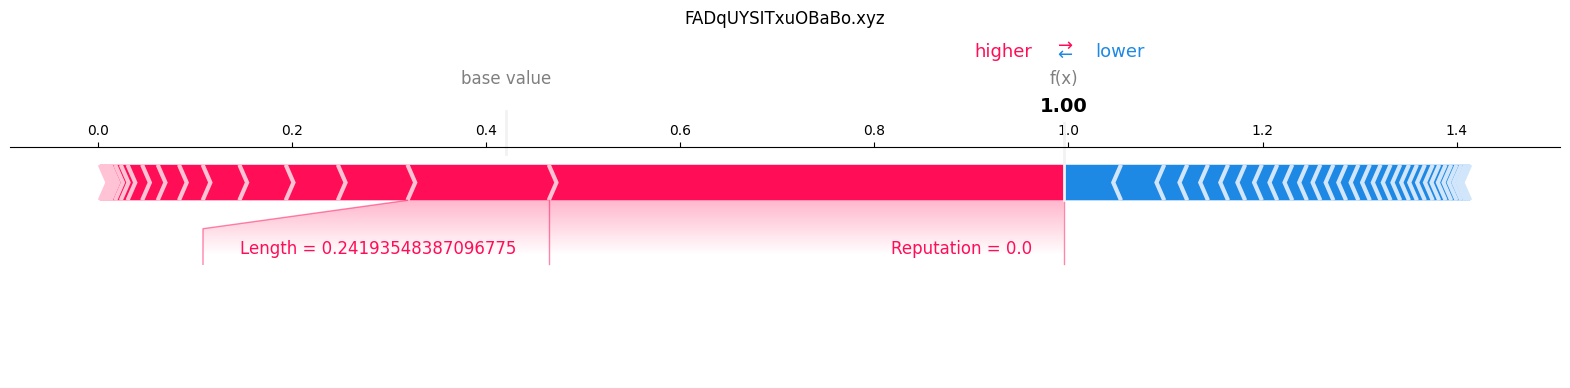 FADqUYSITxuOBaBo.xyz
higher ⇄ lower
base value f(x)
1.00
0.0 0.2 0.4 0.6 0.8 1.0 1.2 1.4
Length = 0.24193548387096775 Reputation = 0.0